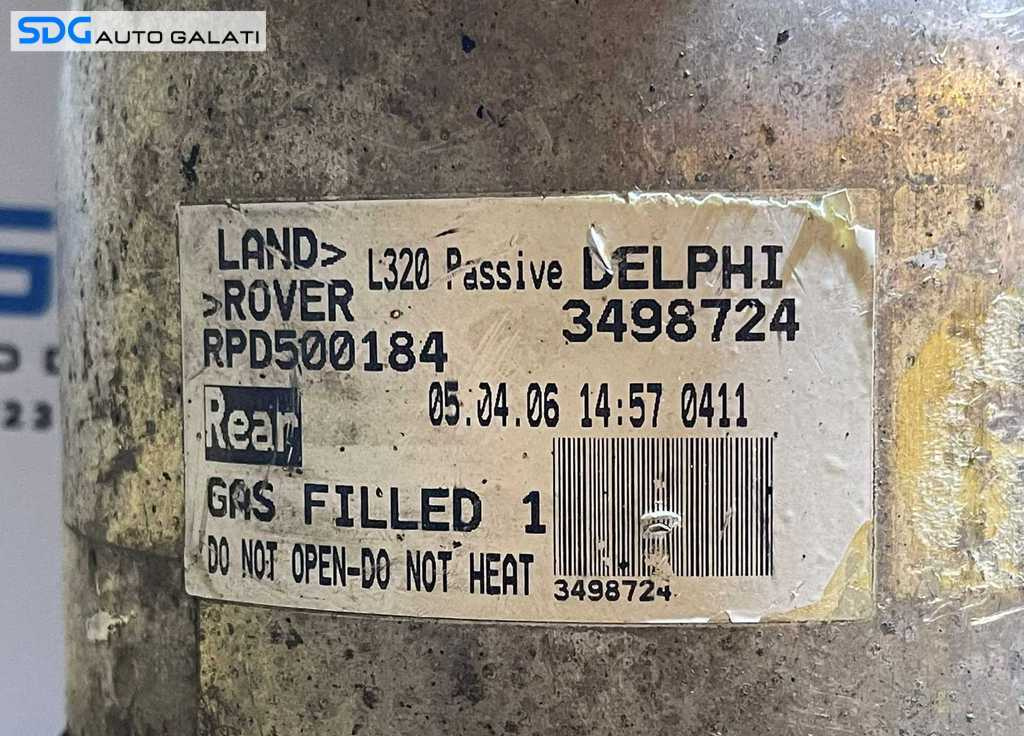 SDG AUTO GALATI
LAND> L320 Passive DELPHI
>ROVER 3498724
RPD500184
Rear 05.04.06 14:57 0411
GAS FILLED 1
DO NOT OPEN-DO NOT HEAT
3498724